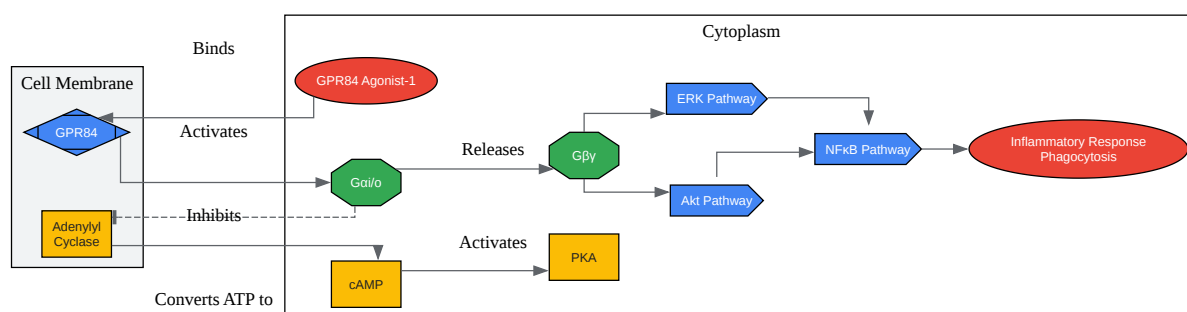 Cytoplasm
Binds
Cell Membrane
GPR84 Agonist-1
ERK Pathway
GPR84
Activates
Releases
Gβγ
NFκB Pathway
Inflammatory Response
Phagocytosis
Gαi/o
Akt Pathway
Inhibits
Adenylyl
Cyclase
Activates
PKA
cAMP
Converts ATP to